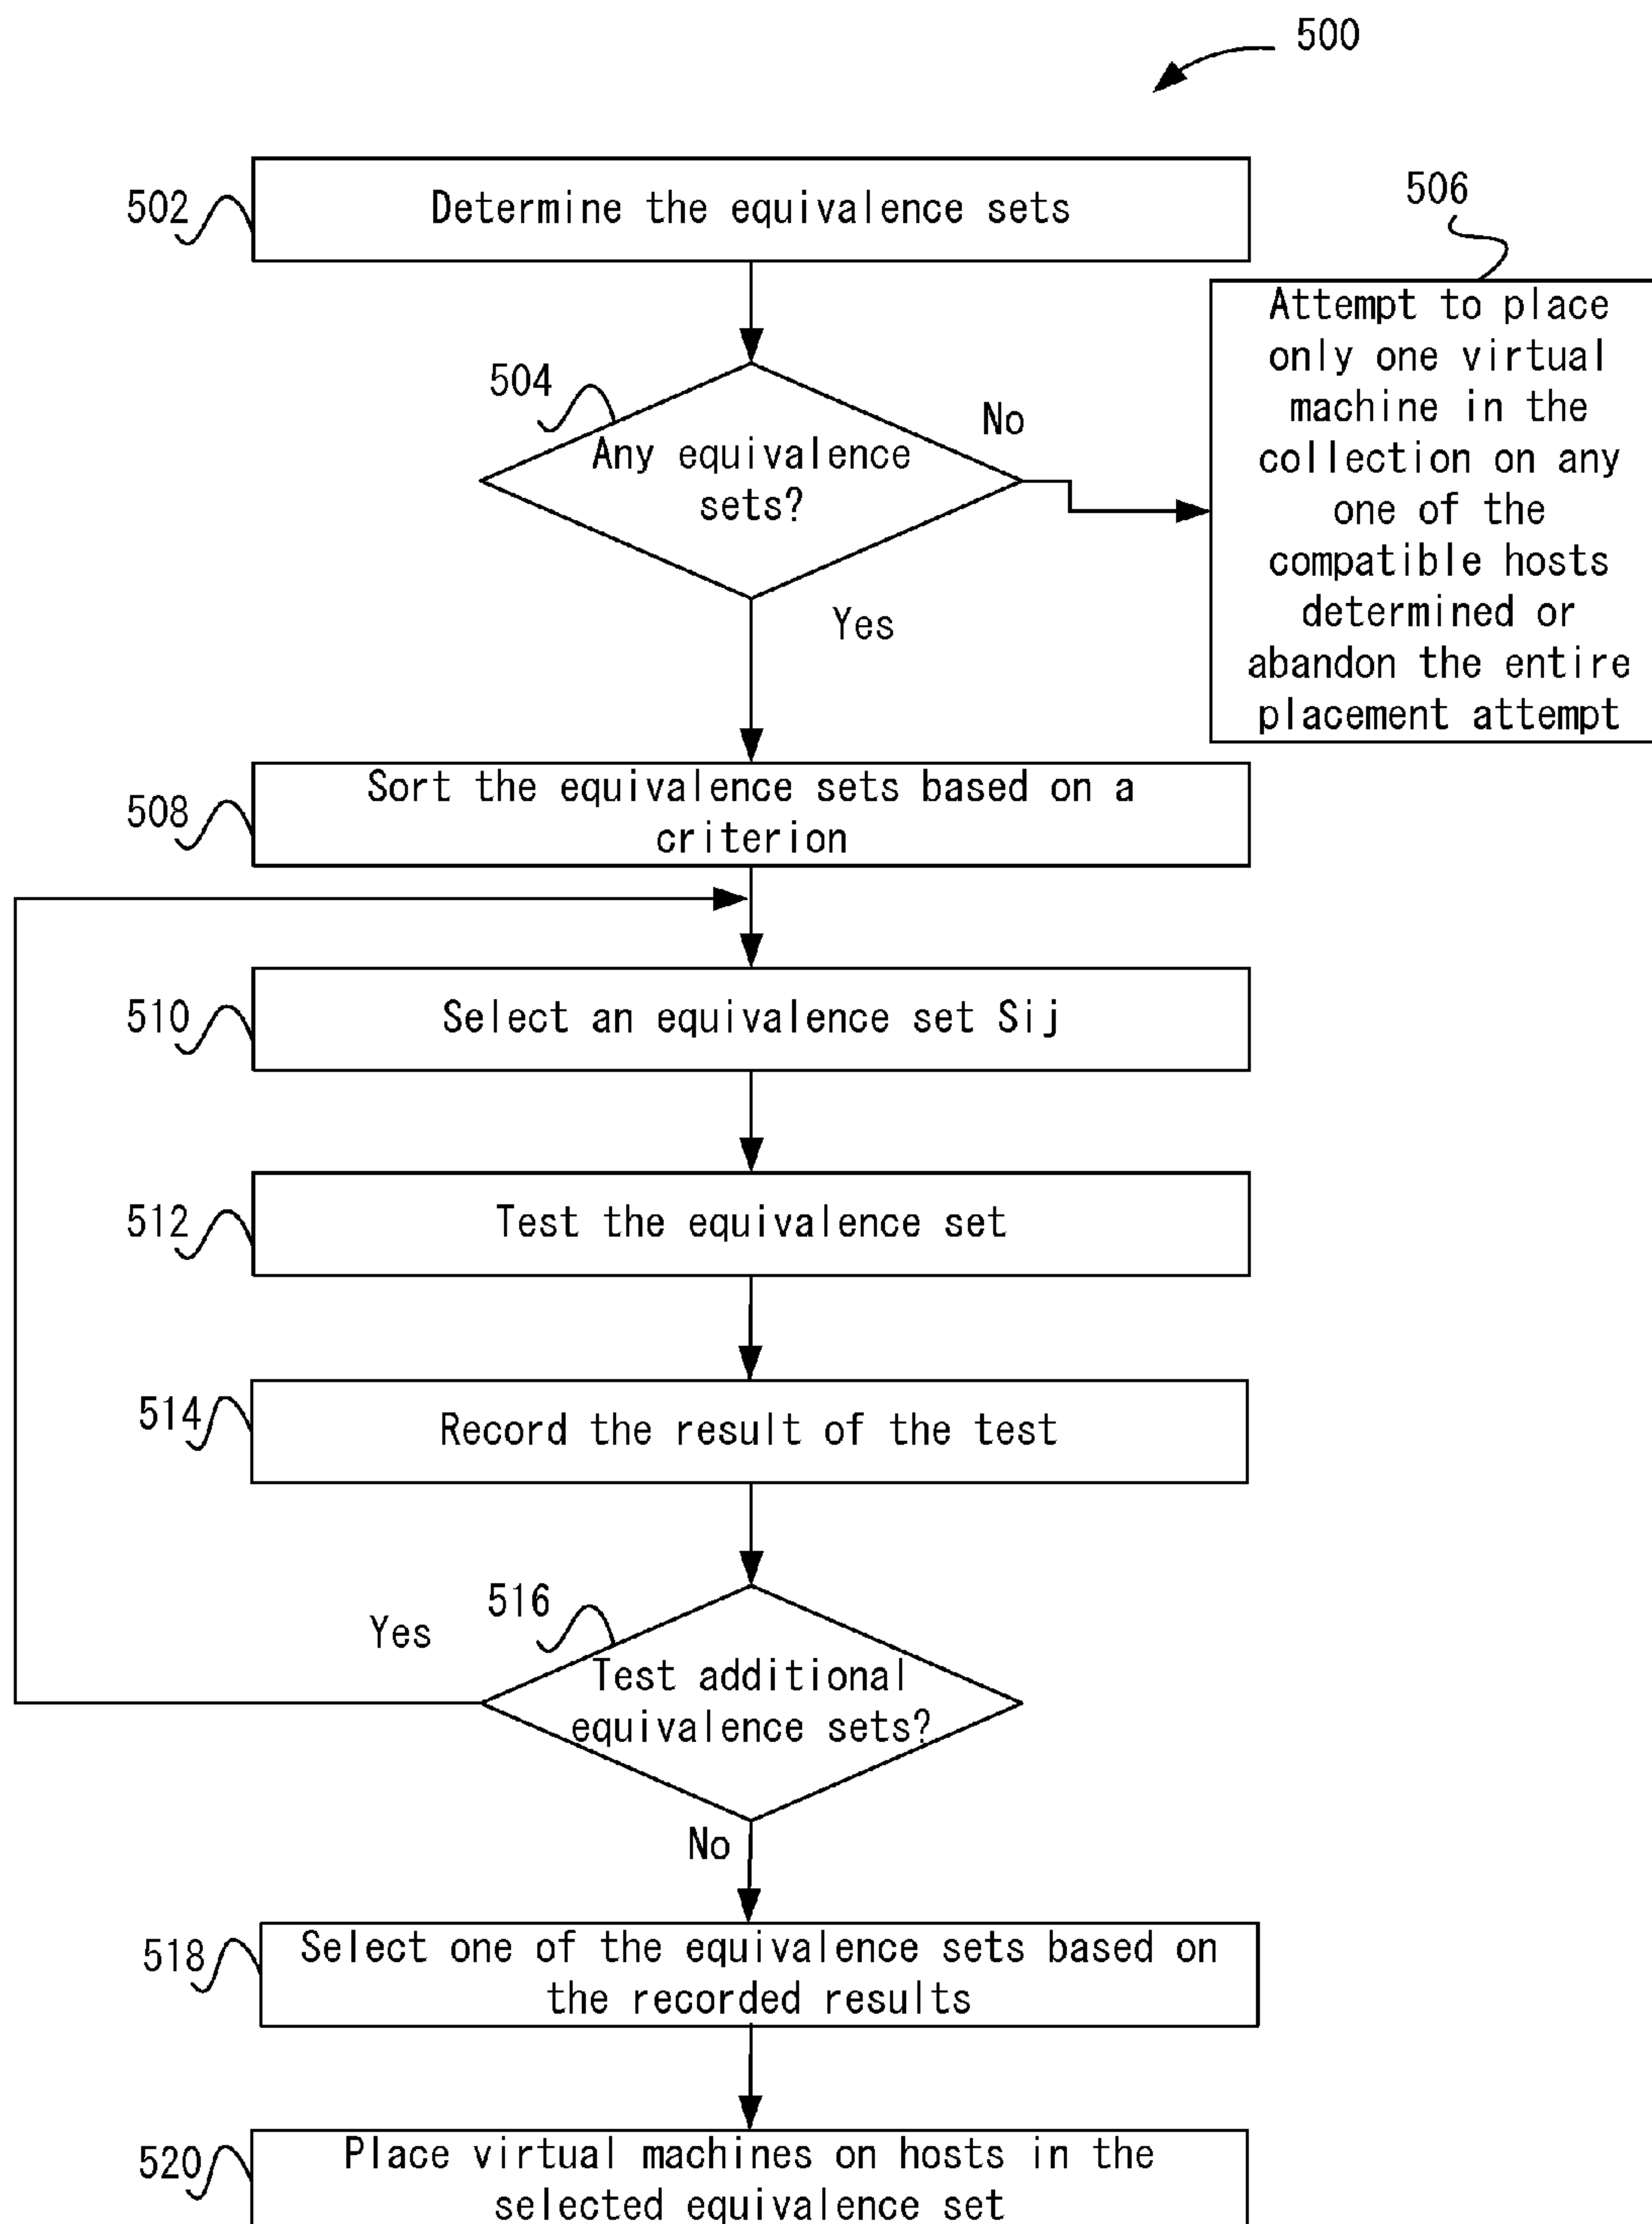 500
502
Determine the equivalence sets
506
Attempt to place
only one virtual
machine in the
collection on any
one of the
compatible hosts
determined or
abandon the entire
placement attempt
504
Any equivalence
sets?
No
Yes
508
Sort the equivalence sets based on a
criterion
510
Select an equivalence set Sij
512
Test the equivalence set
514
Record the result of the test
516
Yes
Test additional
equivalence sets?
No
518
Select one of the equivalence sets based on
the recorded results
520
Place virtual machines on hosts in the
selected equivalence set